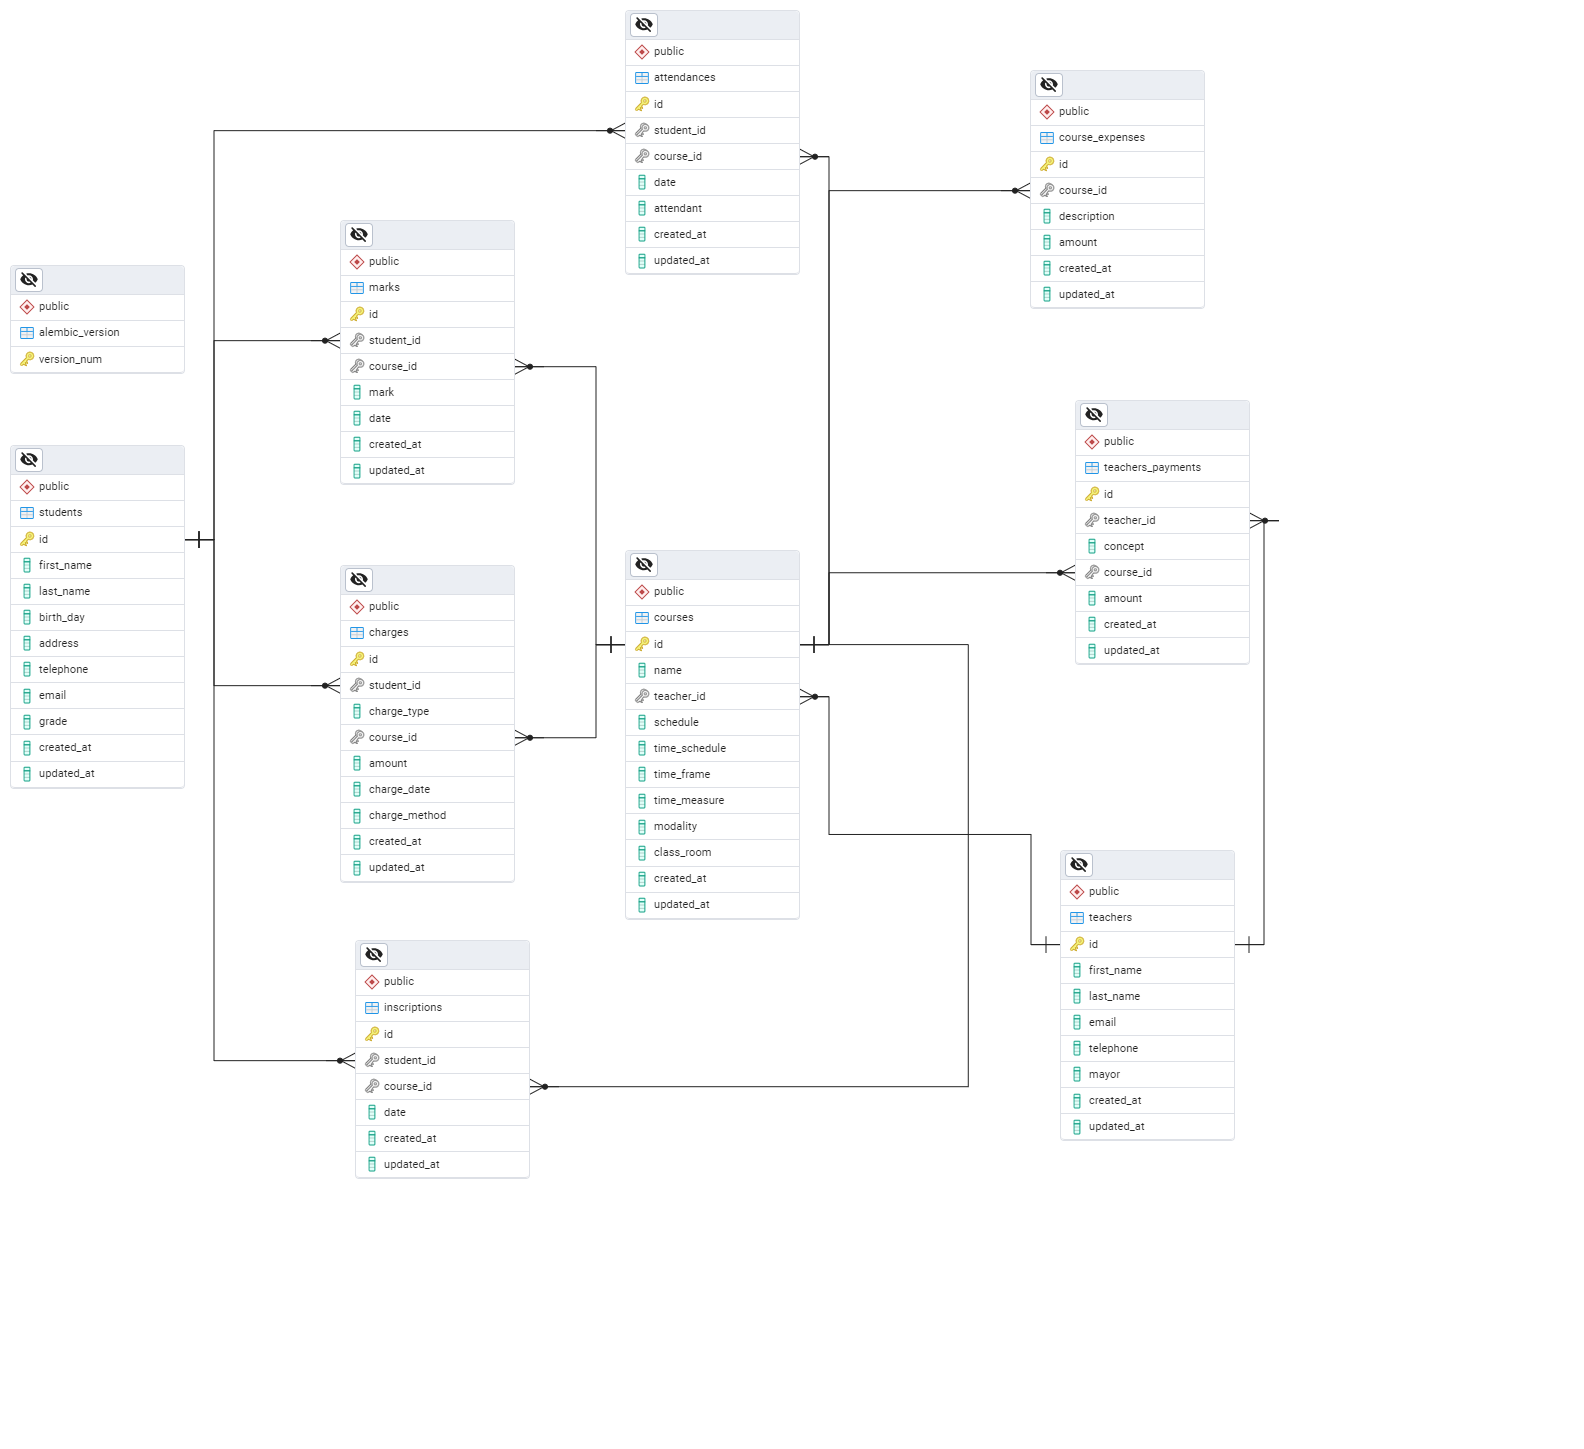 public
attendances
id
student_id
course_id
date
attendant
created_at
updated_at
public
course_expenses
id
course_id
description
amount
created_at
updated_at
public
marks
id
student_id
course_id
mark
date
created_at
updated_at
public
alembic_version
version_num
public
teachers_payments
id
teacher_id
concept
course_id
amount
created_at
updated_at
public
students
id
first_name
last_name
birth_day
address
telephone
email
grade
created_at
updated_at
public
charges
id
student_id
charge_type
course_id
amount
charge_date
charge_method
created_at
updated_at
public
courses
id
name
teacher_id
schedule
time_schedule
time_frame
time_measure
modality
class_room
created_at
updated_at
public
teachers
id
first_name
last_name
email
telephone
mayor
created_at
updated_at
public
inscriptions
id
student_id
course_id
date
created_at
updated_at